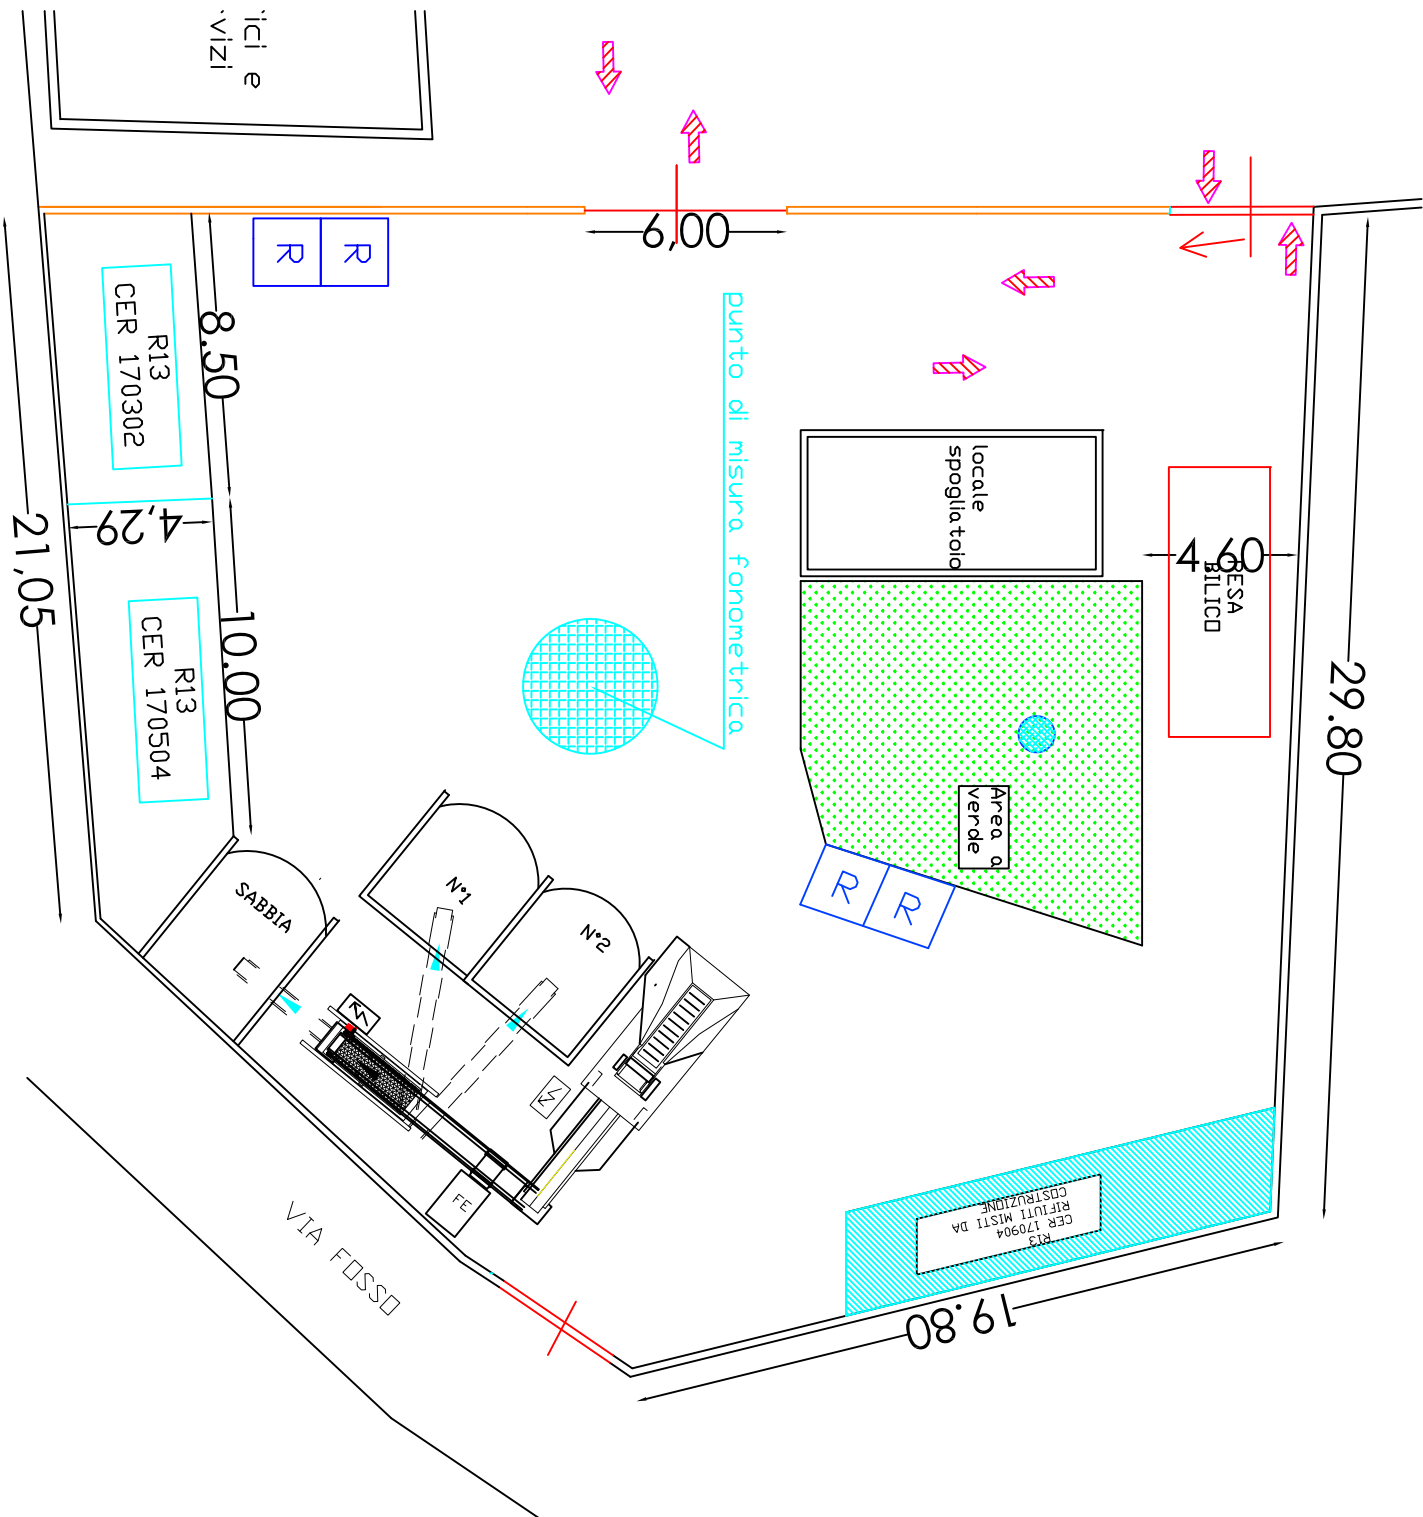 ici e
vizi
6,00
R
R
R13
CER 170302
8.50
4,29
21,05
R13
CER 170504
10.00
punto di misura fonometrica
locale
spogliatoio
4,60
PESA
BILICO
29.80
Area a
verde
R
R
SABBIA
N°1
N°2
FE
VIA FOSSO
R13
CER 170904
RIFIUTI MISTI DA
COSTRUZIONE
19.80